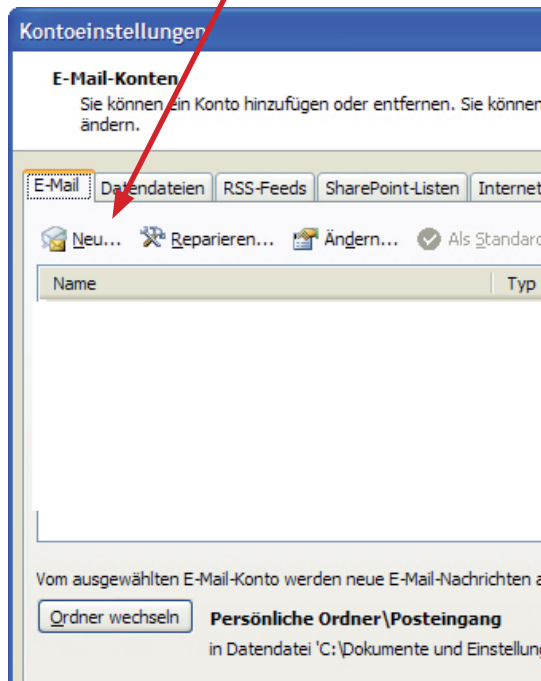 Kontoeinstellungen
E-Mail-Konten
Sie können ein Konto hinzufügen oder entfernen. Sie können
ändern.
E-Mail Datendateien RSS-Feeds SharePoint-Listen Internet
Neu... Reparieren... Ändern... Als Standard
Name Typ
Vom ausgewählten E-Mail-Konto werden neue E-Mail-Nachrichten a
Ordner wechseln Persönliche Ordner\Posteingang
in Datendatei 'C:\Dokumente und Einstellung